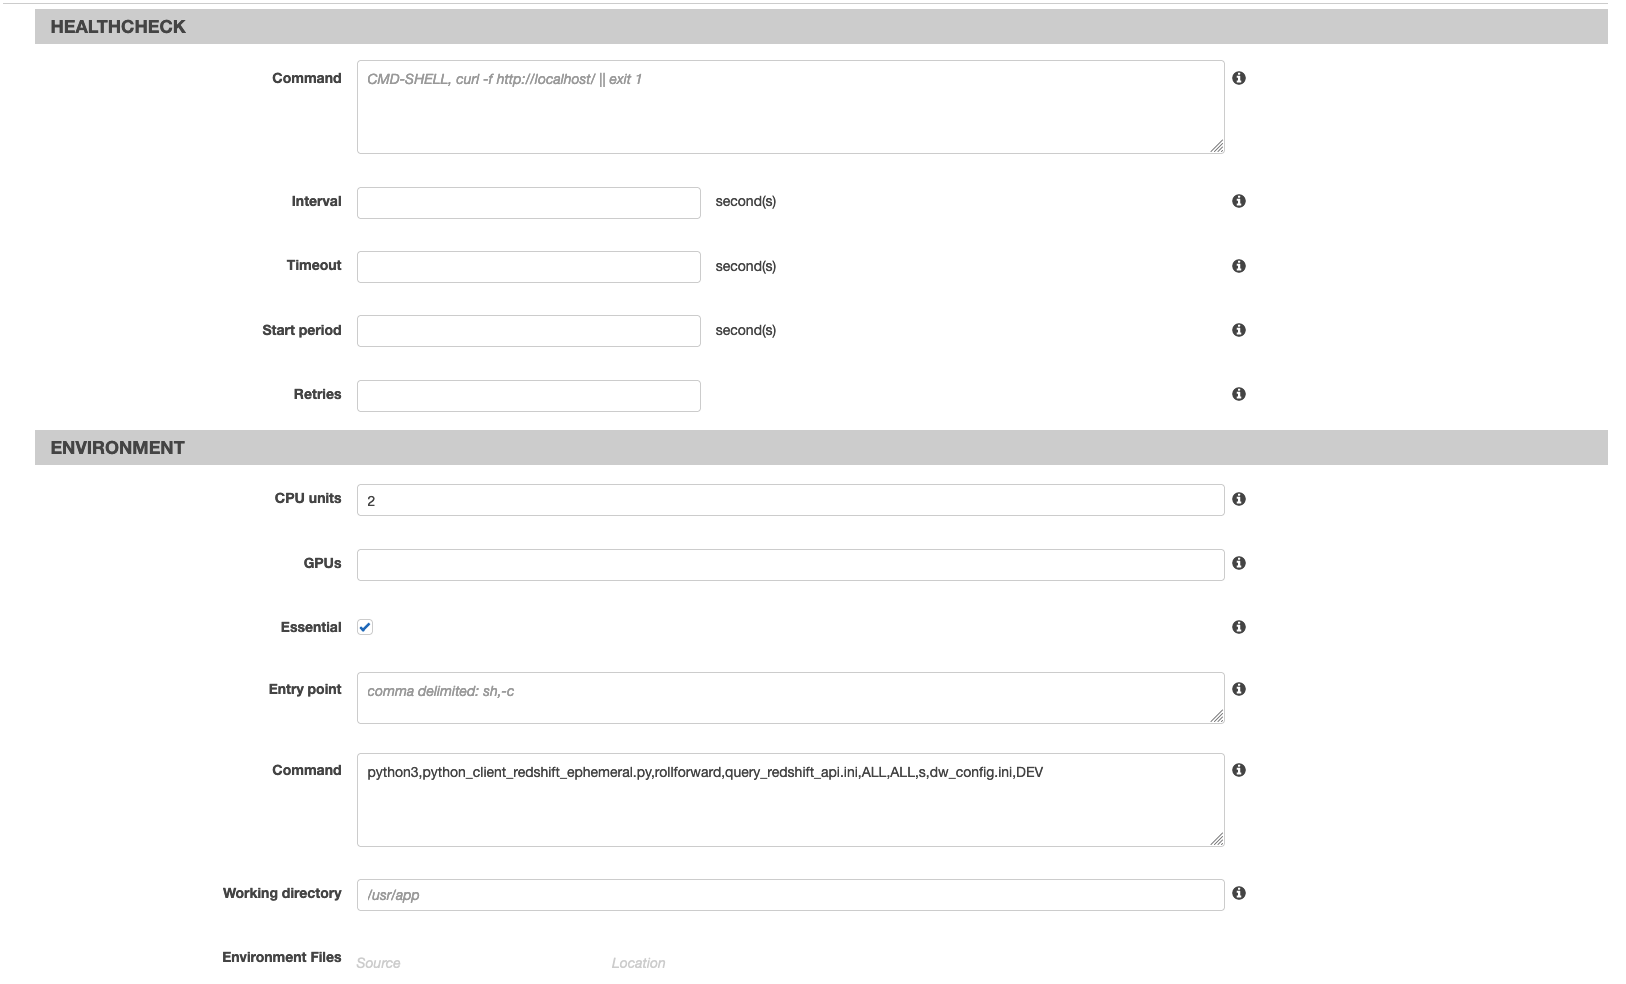 HEALTHCHECK
Command
CMD-SHELL, curl -f http://localhost/ || exit 1
Interval
second(s)
Timeout
second(s)
Start period
second(s)
Retries
ENVIRONMENT
CPU units
2
GPUs
Essential
Entry point
comma delimited: sh,-c
Command
python3,python_client_redshift_ephemeral.py,rollforward,query_redshift_api.ini,ALL,ALL,s,dw_config.ini,DEV
Working directory
/usr/app
Environment Files
Source
Location